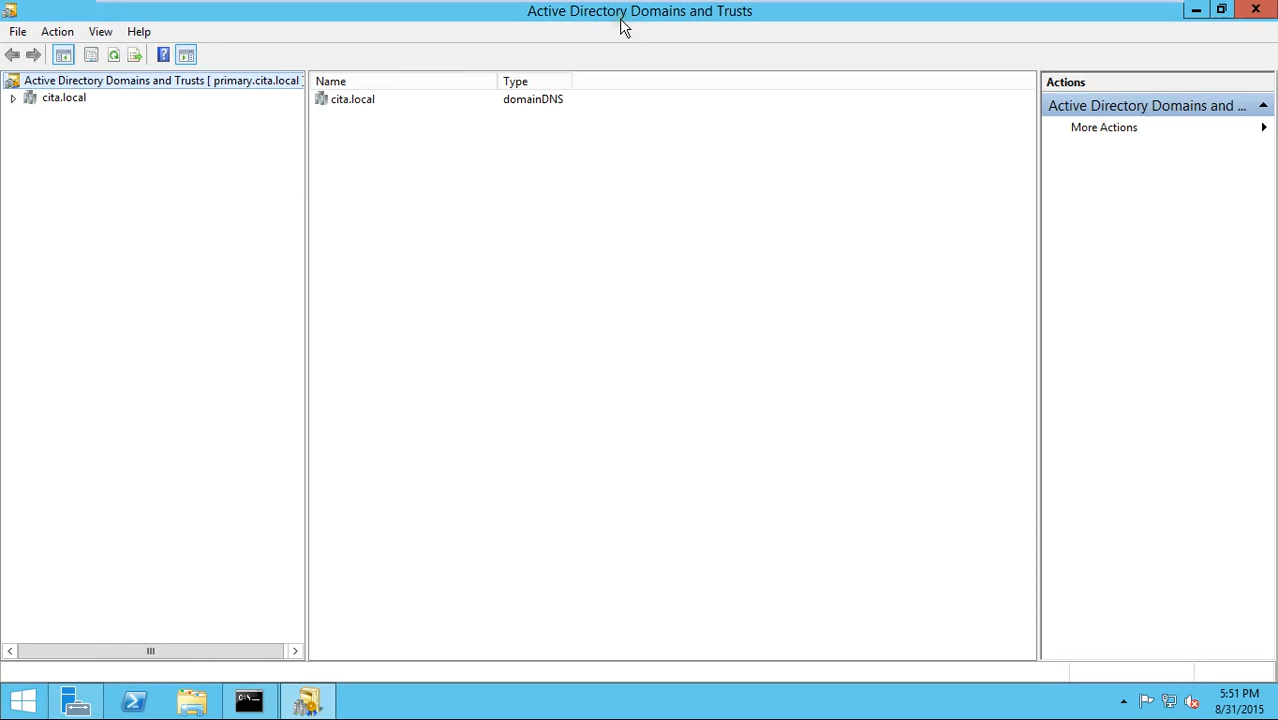 Active Directory Domains and Trusts
File Action View Help
Active Directory Domains and Trusts [ primary.cita.local ]
cita.local
Name Type
cita.local domainDNS
Actions
Active Directory Domains and ...
More Actions
C:\
5:51 PM
8/31/2015